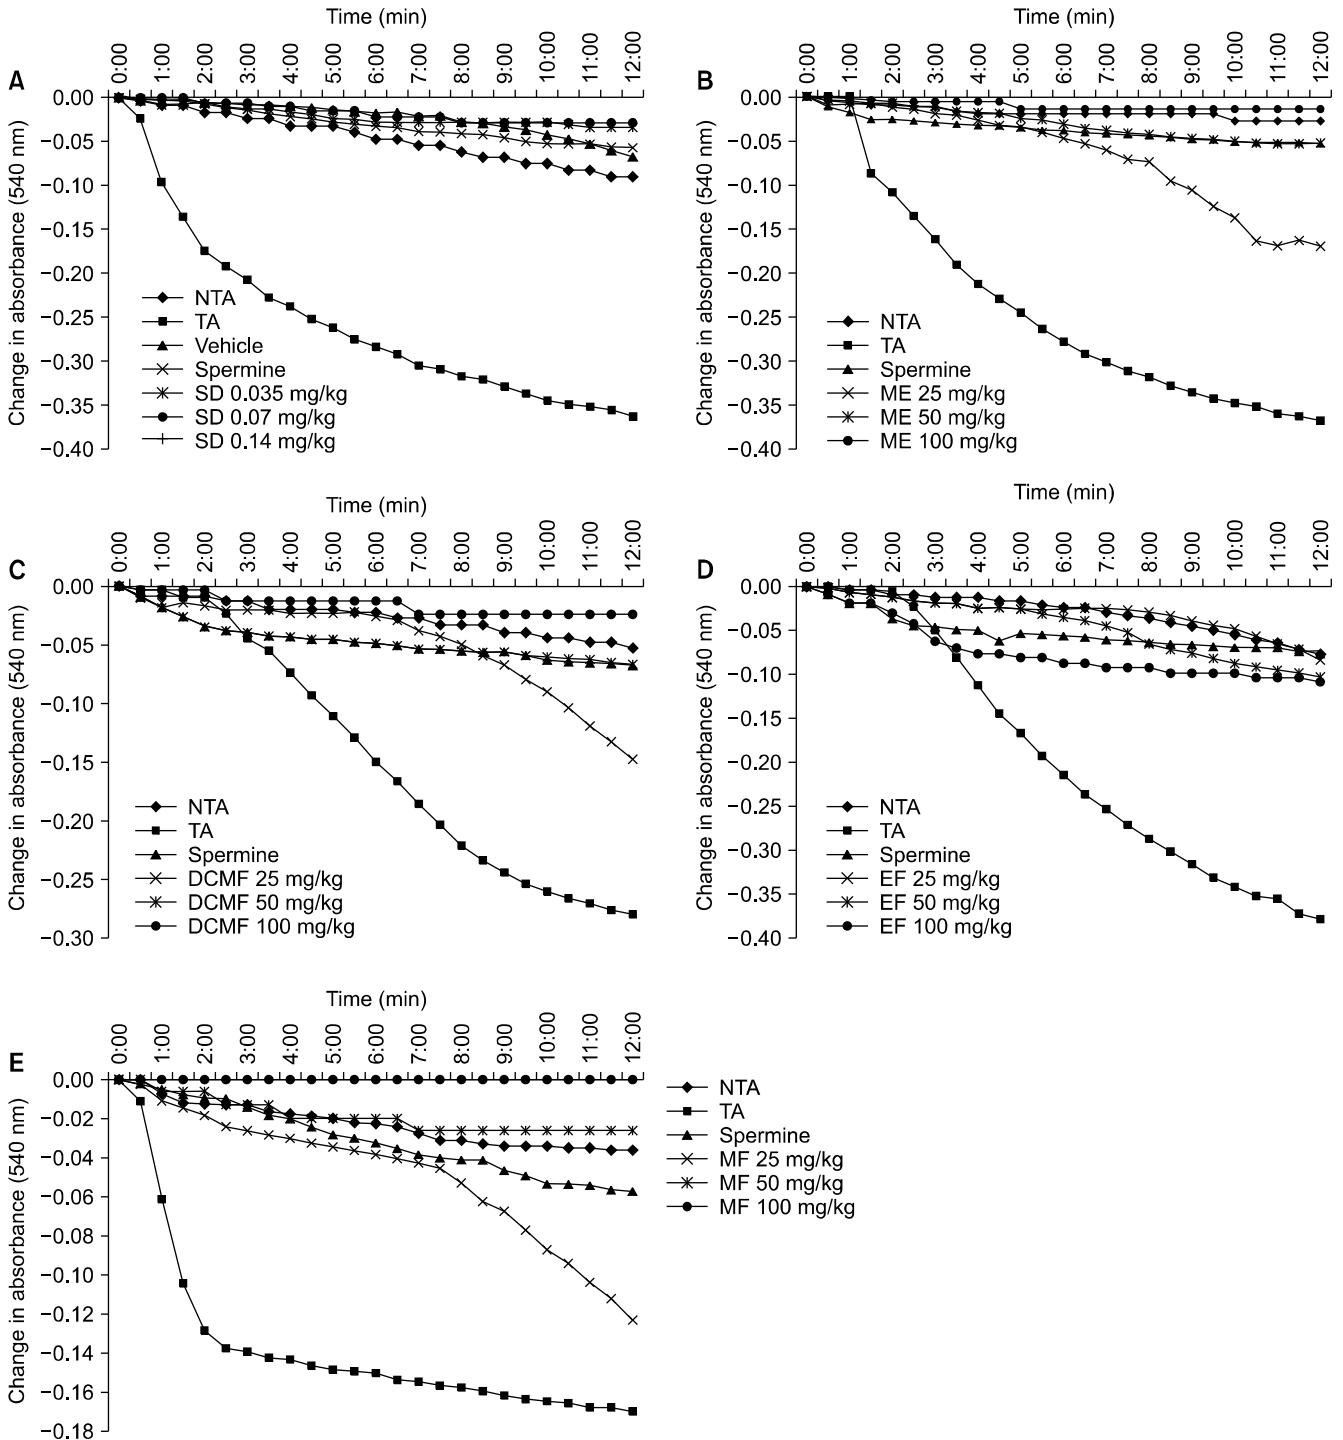 Time (min)
0:00 1:00 2:00 3:00 4:00 5:00 6:00 7:00 8:00 9:00 10:00 11:00 12:00
A
Change in absorbance (540 nm)
0.00
−0.05
−0.10
−0.15
−0.20
−0.25
−0.30
−0.35
−0.40
NTA
TA
Vehicle
Spermine
SD 0.035 mg/kg
SD 0.07 mg/kg
SD 0.14 mg/kg
Time (min)
0:00 1:00 2:00 3:00 4:00 5:00 6:00 7:00 8:00 9:00 10:00 11:00 12:00
B
Change in absorbance (540 nm)
0.00
−0.05
−0.10
−0.15
−0.20
−0.25
−0.30
−0.35
−0.40
NTA
TA
Spermine
ME 25 mg/kg
ME 50 mg/kg
ME 100 mg/kg
Time (min)
0:00 1:00 2:00 3:00 4:00 5:00 6:00 7:00 8:00 9:00 10:00 11:00 12:00
C
Change in absorbance (540 nm)
0.00
−0.05
−0.10
−0.15
−0.20
−0.25
−0.30
NTA
TA
Spermine
DCMF 25 mg/kg
DCMF 50 mg/kg
DCMF 100 mg/kg
Time (min)
0:00 1:00 2:00 3:00 4:00 5:00 6:00 7:00 8:00 9:00 10:00 11:00 12:00
D
Change in absorbance (540 nm)
0.00
−0.05
−0.10
−0.15
−0.20
−0.25
−0.30
−0.35
−0.40
NTA
TA
Spermine
EF 25 mg/kg
EF 50 mg/kg
EF 100 mg/kg
Time (min)
0:00 1:00 2:00 3:00 4:00 5:00 6:00 7:00 8:00 9:00 10:00 11:00 12:00
E
Change in absorbance (540 nm)
0.00
−0.02
−0.04
−0.06
−0.08
−0.10
−0.12
−0.14
−0.16
−0.18
NTA
TA
Spermine
MF 25 mg/kg
MF 50 mg/kg
MF 100 mg/kg